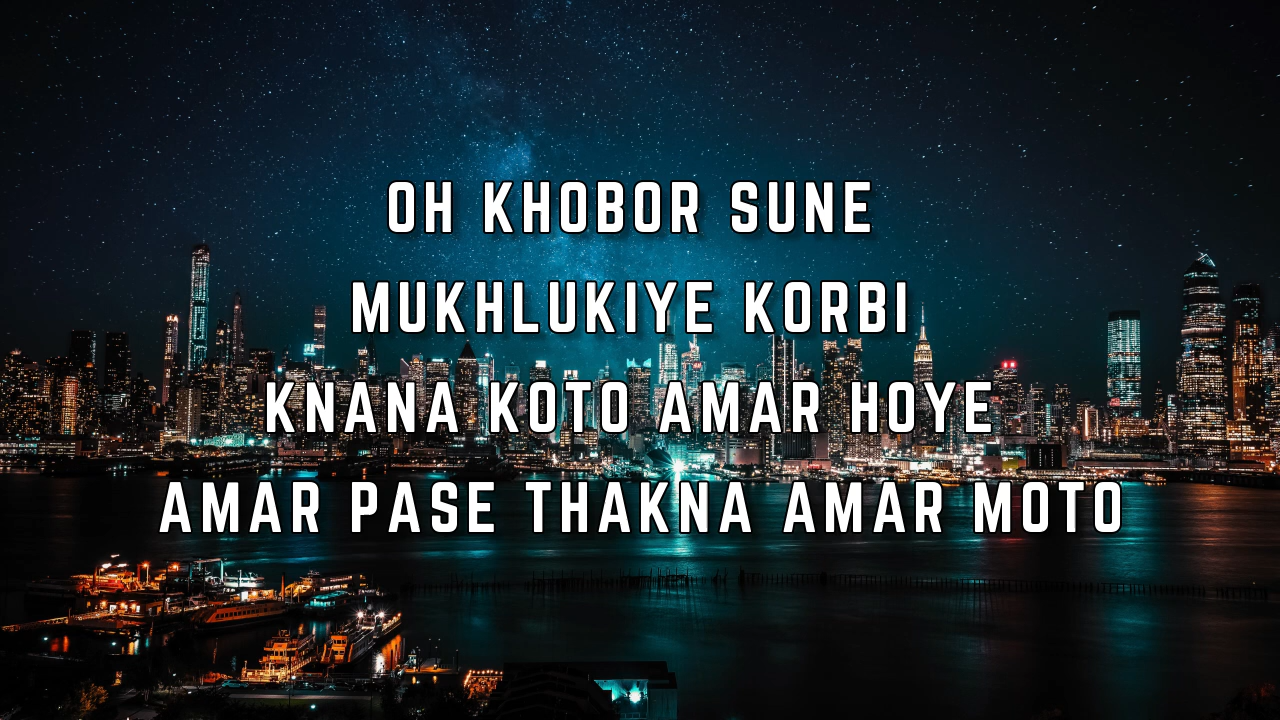 OH KHOBOR SUNE
MUKHLUKIYE KORBI
KNANA KOTO AMAR HOYE
AMAR PASE THAKNA AMAR MOTO